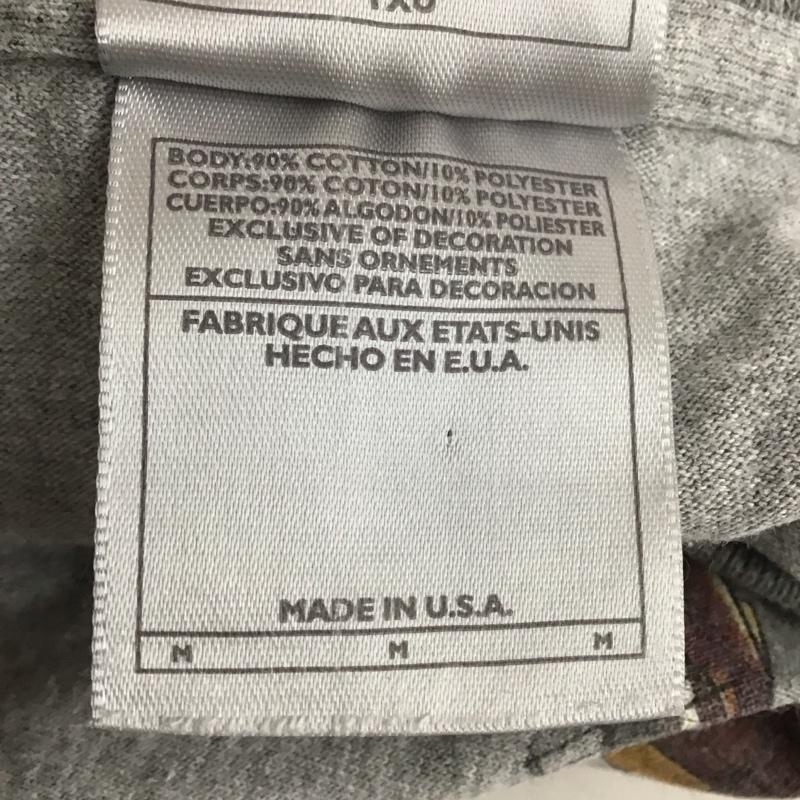 BODY:90% COTTON/10% POLYESTER
CORPS:90% COTON/10% POLYESTER
CUERPO:90% ALGODON/10% POLIESTER
EXCLUSIVE OF DECORATION
SANS ORNEMENTS
EXCLUSIVO PARA DECORACION
FABRIQUE AUX ETATS-UNIS
HECHO EN E.U.A.
MADE IN U.S.A.
M M M